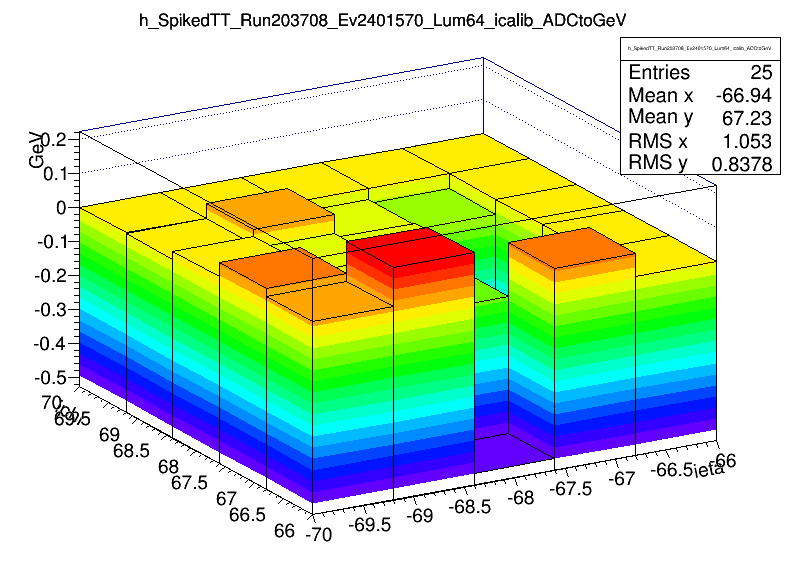 h_SpikedTT_Run203708_Ev2401570_Lum64_icalib_ADCtoGeV
h_SpikedTT_Run203708_Ev2401570_Lum64_icalib_ADCtoGeV
Entries 25
Mean x -66.94
Mean y 67.23
RMS x 1.053
RMS y 0.8378
GeV
0.2
0.1
0
-0.1
-0.2
-0.3
-0.4
-0.5
70
69.5
69
68.5
68
67.5
67
66.5
66
-70
-69.5
-69
-68.5
-68
-67.5
-67
-66.5
-66
ieta